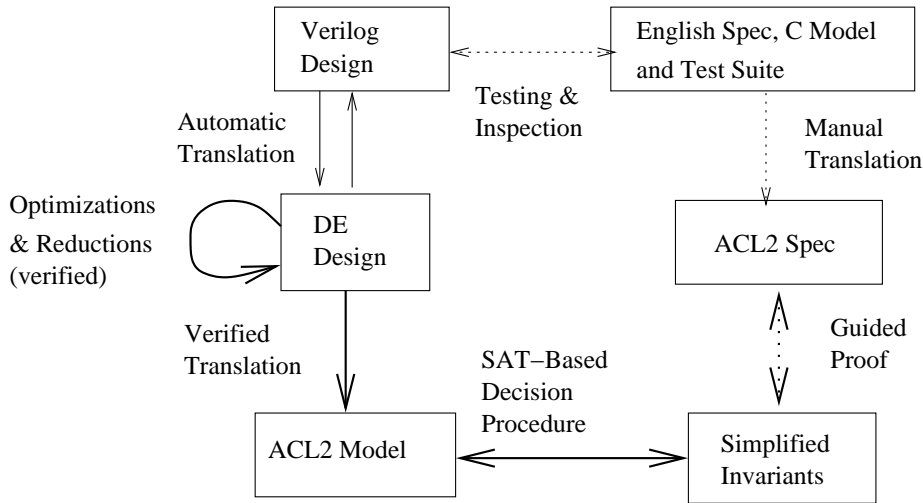 Verilog
Design
English Spec, C Model
and Test Suite
Testing &
Inspection
Automatic
Translation
Manual
Translation
Optimizations
& Reductions
(verified)
DE
Design
ACL2 Spec
Verified
Translation
Guided
Proof
SAT–Based
Decision
Procedure
ACL2 Model
Simplified
Invariants